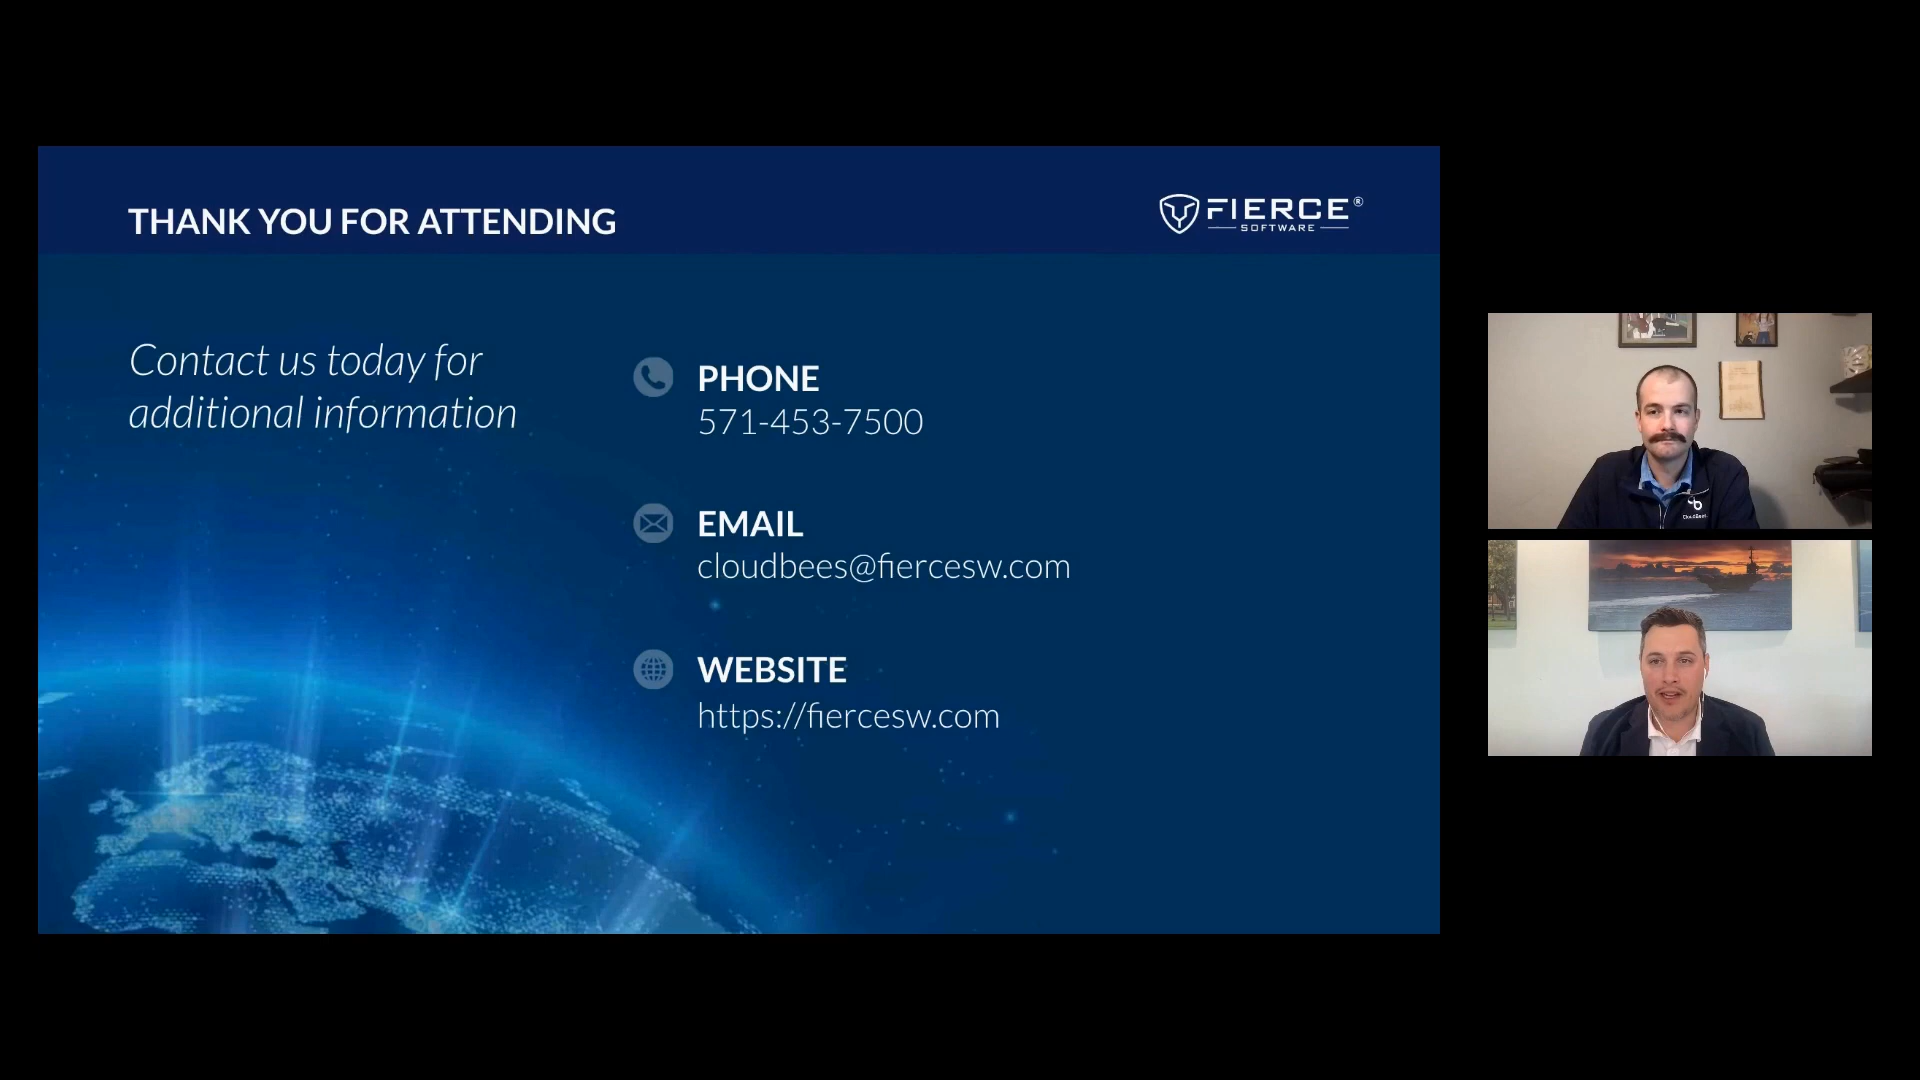 THANK YOU FOR ATTENDING
FIERCE®
SOFTWARE
Contact us today for
additional information
PHONE
571-453-7500
EMAIL
cloudbees@fiercesw.com
WEBSITE
https://fiercesw.com
CloudBees